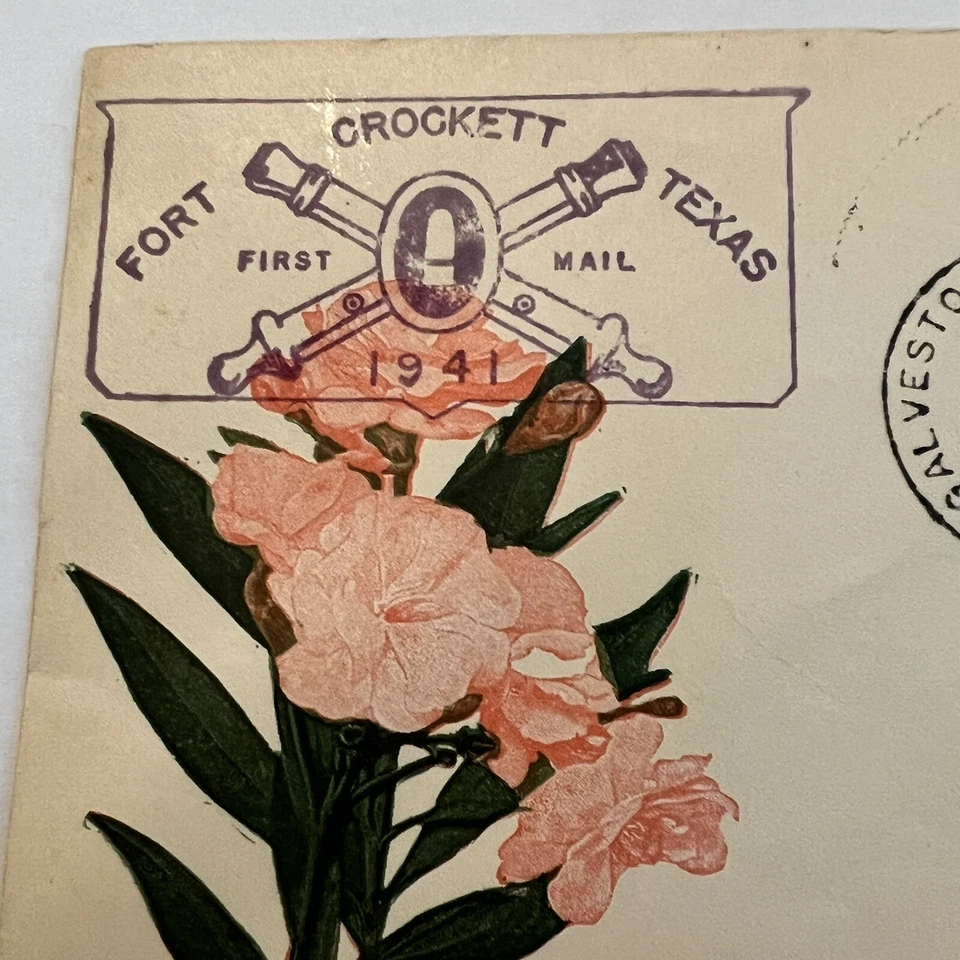 CROCKETT
FORT TEXAS
FIRST MAIL
1941
GALVESTO